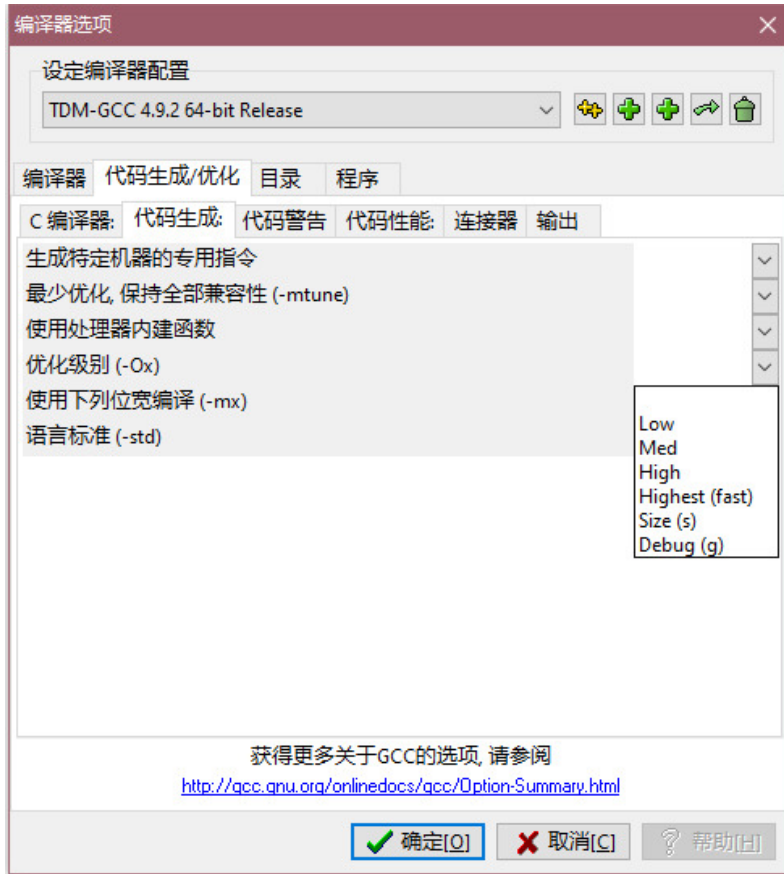 编译器选项
设定编译器配置
TDM-GCC 4.9.2 64-bit Release
编译器 代码生成/优化 目录 程序
C 编译器: 代码生成: 代码警告 代码性能: 连接器 输出
生成特定机器的专用指令
最少优化, 保持全部兼容性 (-mtune)
使用处理器内建函数
优化级别 (-Ox)
使用下列位宽编译 (-mx)
语言标准 (-std)
Low
Med
High
Highest (fast)
Size (s)
Debug (g)
获得更多关于GCC的选项, 请参阅
http://gcc.gnu.org/onlinedocs/gcc/Option-Summary.html
确定[O] 取消[C] 帮助[H]